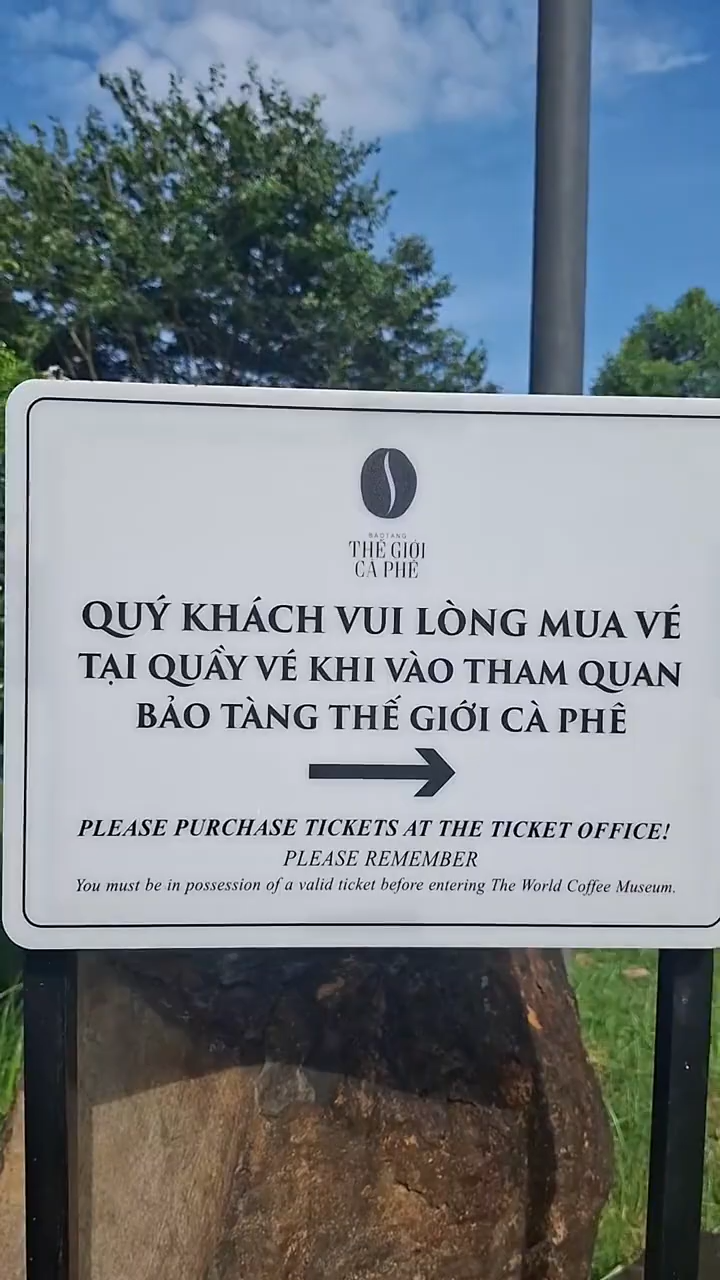 BẢO TÀNG
THẾ GIỚI
CÀ PHÊ
QUÝ KHÁCH VUI LÒNG MUA VÉ
TẠI QUẦY VÉ KHI VÀO THAM QUAN
BẢO TÀNG THẾ GIỚI CÀ PHÊ
PLEASE PURCHASE TICKETS AT THE TICKET OFFICE!
PLEASE REMEMBER
You must be in possession of a valid ticket before entering The World Coffee Museum.